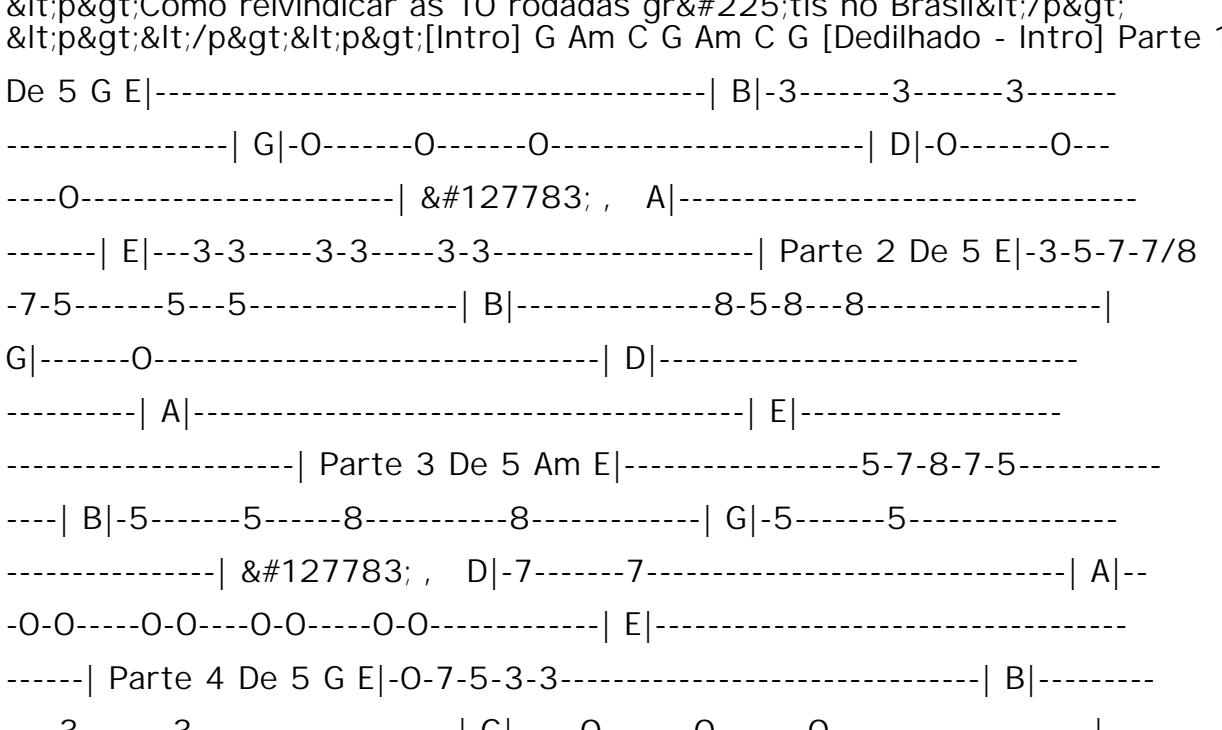 &lt;p&gt;Como reivindicar as 10 rodadas gr&#225;tis no Brasil&lt;/p&gt;
&lt;p&gt;&lt;/p&gt;&lt;p&gt;[Intro] G Am C G Am C G [Dedilhado - Intro] Parte 1
De 5 G E|------------------------------------------| B|-3-------3-------3-------
-----------------| G|-0-------0-------0------------------------| D|-0-------0---
----0------------------------| &#127783; , A|-----------------------------------
-------| E|---3-3-----3-3-----3-3--------------------| Parte 2 De 5 E|-3-5-7-7/8
-7-5-------5---5----------------| B|---------------8-5-8---8------------------|
G|-------0----------------------------------| D|--------------------------------
----------| A|------------------------------------------| E|--------------------
----------------------| Parte 3 De 5 Am E|------------------5-7-8-7-5-----------
----| B|-5-------5------8-----------8-------------| G|-5-------5----------------
----------------| &#127783; , D|-7-------7--------------------------------| A|--
-0-0-----0-0----0-0-----0-0-------------| E|------------------------------------
------| Parte 4 De 5 G E|-0-7-5-3-3--------------------------------| B|---------